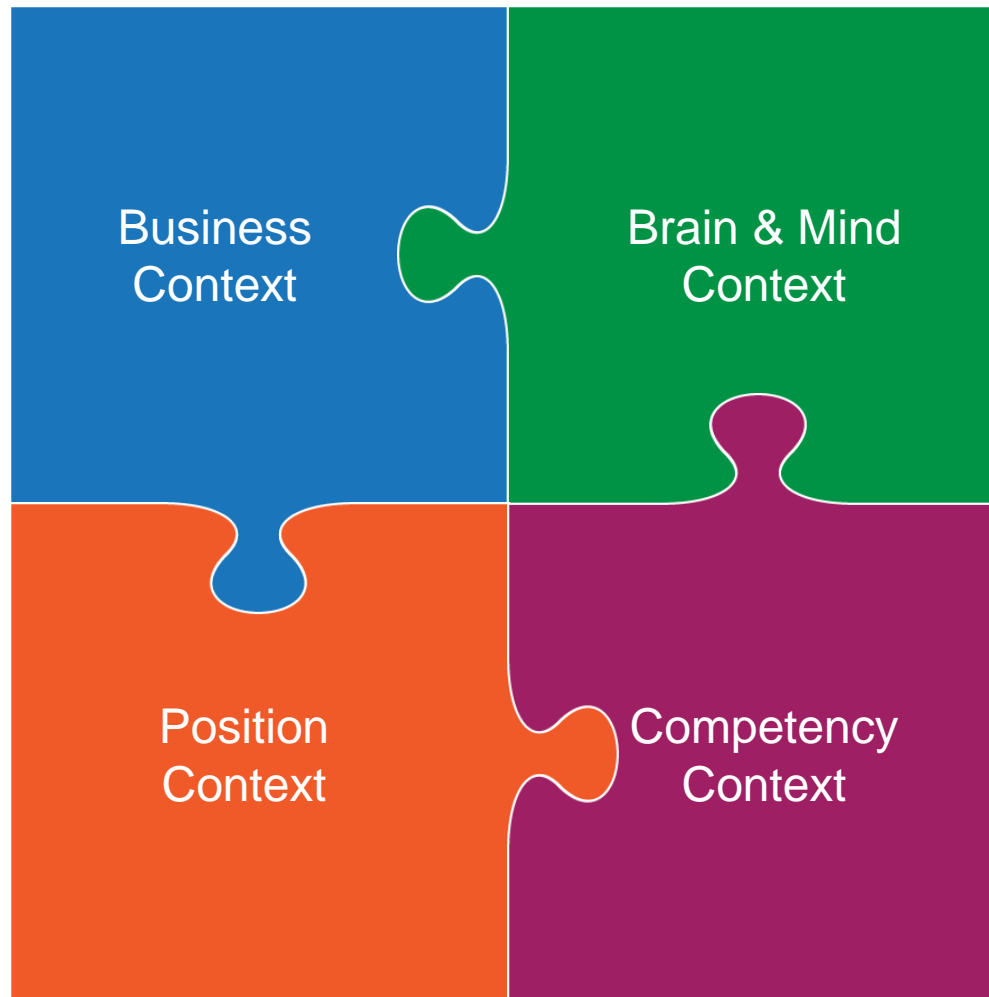 Business
Context
Brain & Mind
Context
Position
Context
Competency
Context